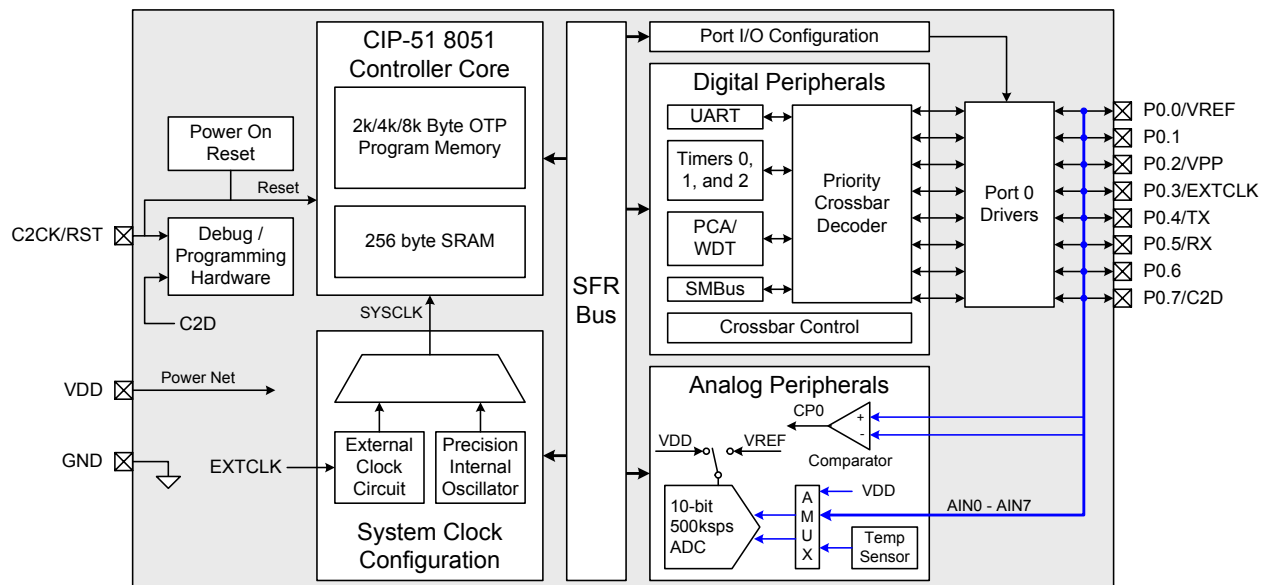 CIP-51 8051
Controller Core
2k/4k/8k Byte OTP
Program Memory
256 byte SRAM
Power On
Reset
Reset
C2CK/RST
Debug /
Programming
Hardware
C2D
SYSCLK
VDD
Power Net
GND
EXTCLK
External
Clock
Circuit
Precision
Internal
Oscillator
System Clock
Configuration
SFR
Bus
Port I/O Configuration
Digital Peripherals
UART
Timers 0,
1, and 2
PCA/
WDT
SMBus
Priority
Crossbar
Decoder
Crossbar Control
Port 0
Drivers
P0.0/VREF
P0.1
P0.2/VPP
P0.3/EXTCLK
P0.4/TX
P0.5/RX
P0.6
P0.7/C2D
Analog Peripherals
CP0
+
-
Comparator
VDD
VREF
10-bit
500ksps
ADC
A
M
U
X
VDD
AIN0 - AIN7
Temp
Sensor